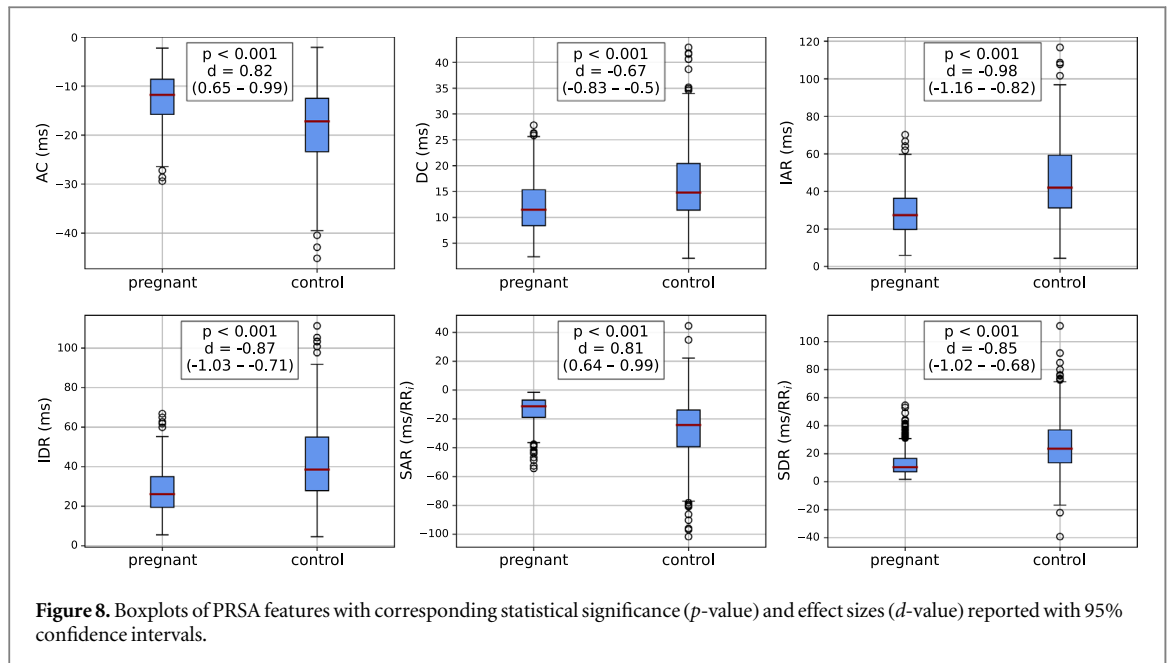 0
−10
−20
−30
−40
AC (ms)
p < 0.001
d = 0.82
(0.65 – 0.99)
pregnant control
40
35
30
25
20
15
10
5
DC (ms)
p < 0.001
d = -0.67
(-0.83 – -0.5)
pregnant control
120
100
80
60
40
20
0
IAR (ms)
p < 0.001
d = -0.98
(-1.16 – -0.82)
pregnant control
100
80
60
40
20
0
IDR (ms)
p < 0.001
d = -0.87
(-1.03 – -0.71)
pregnant control
40
20
0
−20
−40
−60
−80
−100
SAR (ms/RRi)
p < 0.001
d = 0.81
(0.64 – 0.99)
pregnant control
100
80
60
40
20
0
−20
−40
SDR (ms/RRi)
p < 0.001
d = -0.85
(-1.02 – -0.68)
pregnant control
Figure 8. Boxplots of PRSA features with corresponding statistical significance (p-value) and effect sizes (d-value) reported with 95%
confidence intervals.